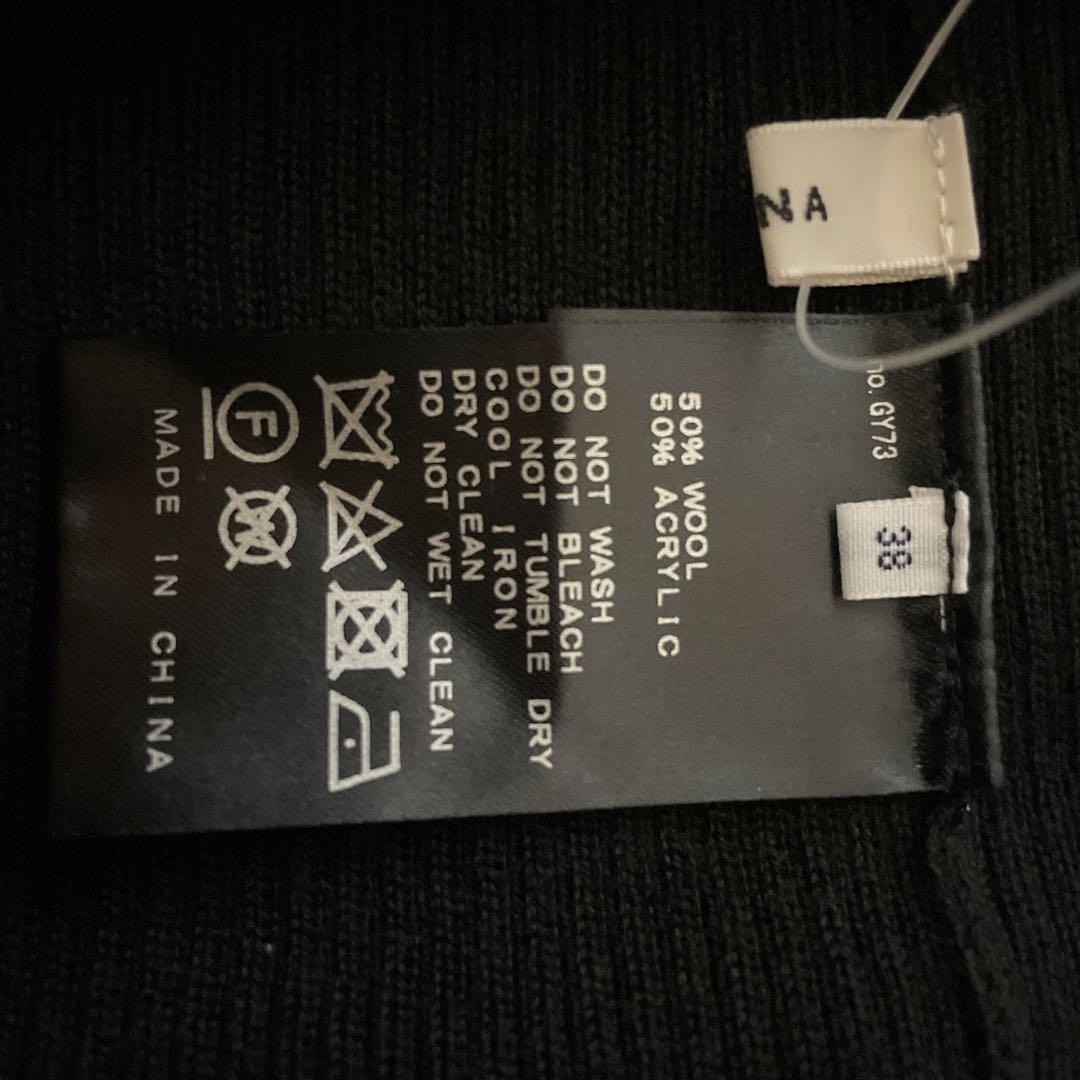 NA
no. GY73
38
50% WOOL
50% ACRYLIC
DO NOT WASH
DO NOT BLEACH
DO NOT TUMBLE DRY
COOL IRON
DRY CLEAN
DO NOT WET CLEAN
F
W
MADE IN CHINA